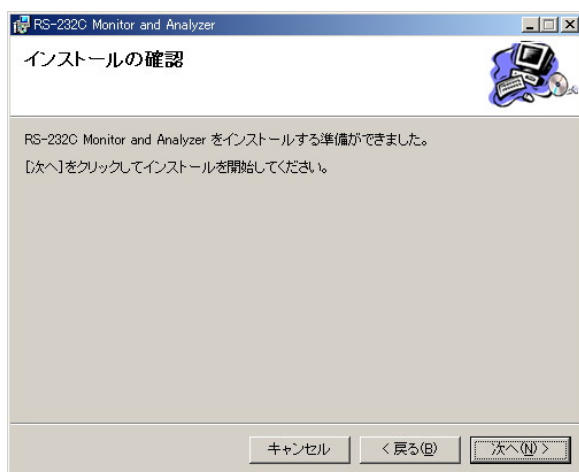 RS-232C Monitor and Analyzer
インストールの確認
RS-232C Monitor and Analyzer をインストールする準備ができました。
[次へ]をクリックしてインストールを開始してください。
キャンセル
< 戻る(B)
次へ(N) >